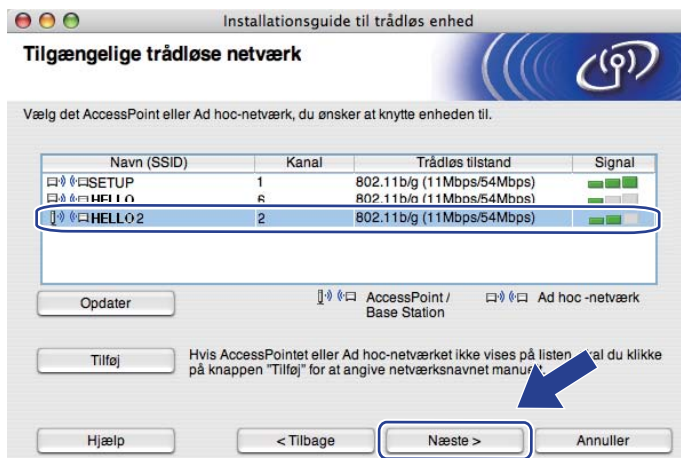 Installationsguide til trådløs enhed
Tilgængelige trådløse netværk
Vælg det AccessPoint eller Ad hoc-netværk, du ønsker at knytte enheden til.
Navn (SSID) Kanal Trådløs tilstand Signal
SETUP 1 802.11b/g (11Mbps/54Mbps)
HELLO 6 802.11b/g (11Mbps/54Mbps)
HELLO2 2 802.11b/g (11Mbps/54Mbps)
Opdater
AccessPoint /
Base Station
Ad hoc -netværk
Tilføj
Hvis AccessPointet eller Ad hoc-netværket ikke vises på listen, skal du klikke
på knappen "Tilføj" for at angive netværksnavnet manuelt.
Hjælp < Tilbage Næste > Annuller